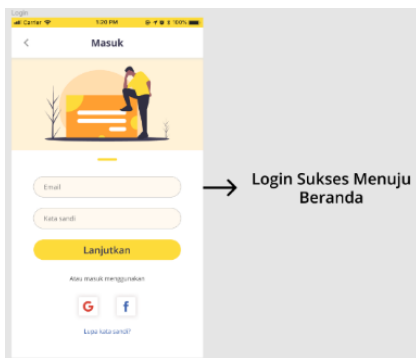 Login
Carrier 1:20 PM 100%
Masuk
Email
Kata sandi
Lanjutkan
Atau masuk menggunakan
G f
Lupa kata sandi?
Login Sukses Menuju
Beranda